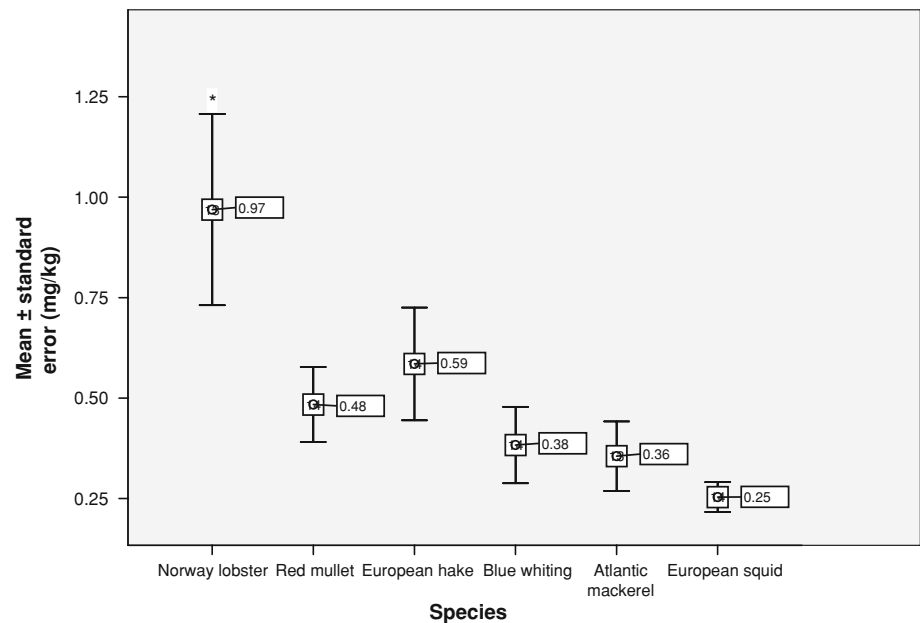 Mean ± standard
error (mg/kg)
1.25
1.00
0.75
0.50
0.25
*
0.97
0.48
0.59
0.38
0.36
0.25
Norway lobster
Red mullet
European hake
Blue whiting
Atlantic
mackerel
European squid
Species